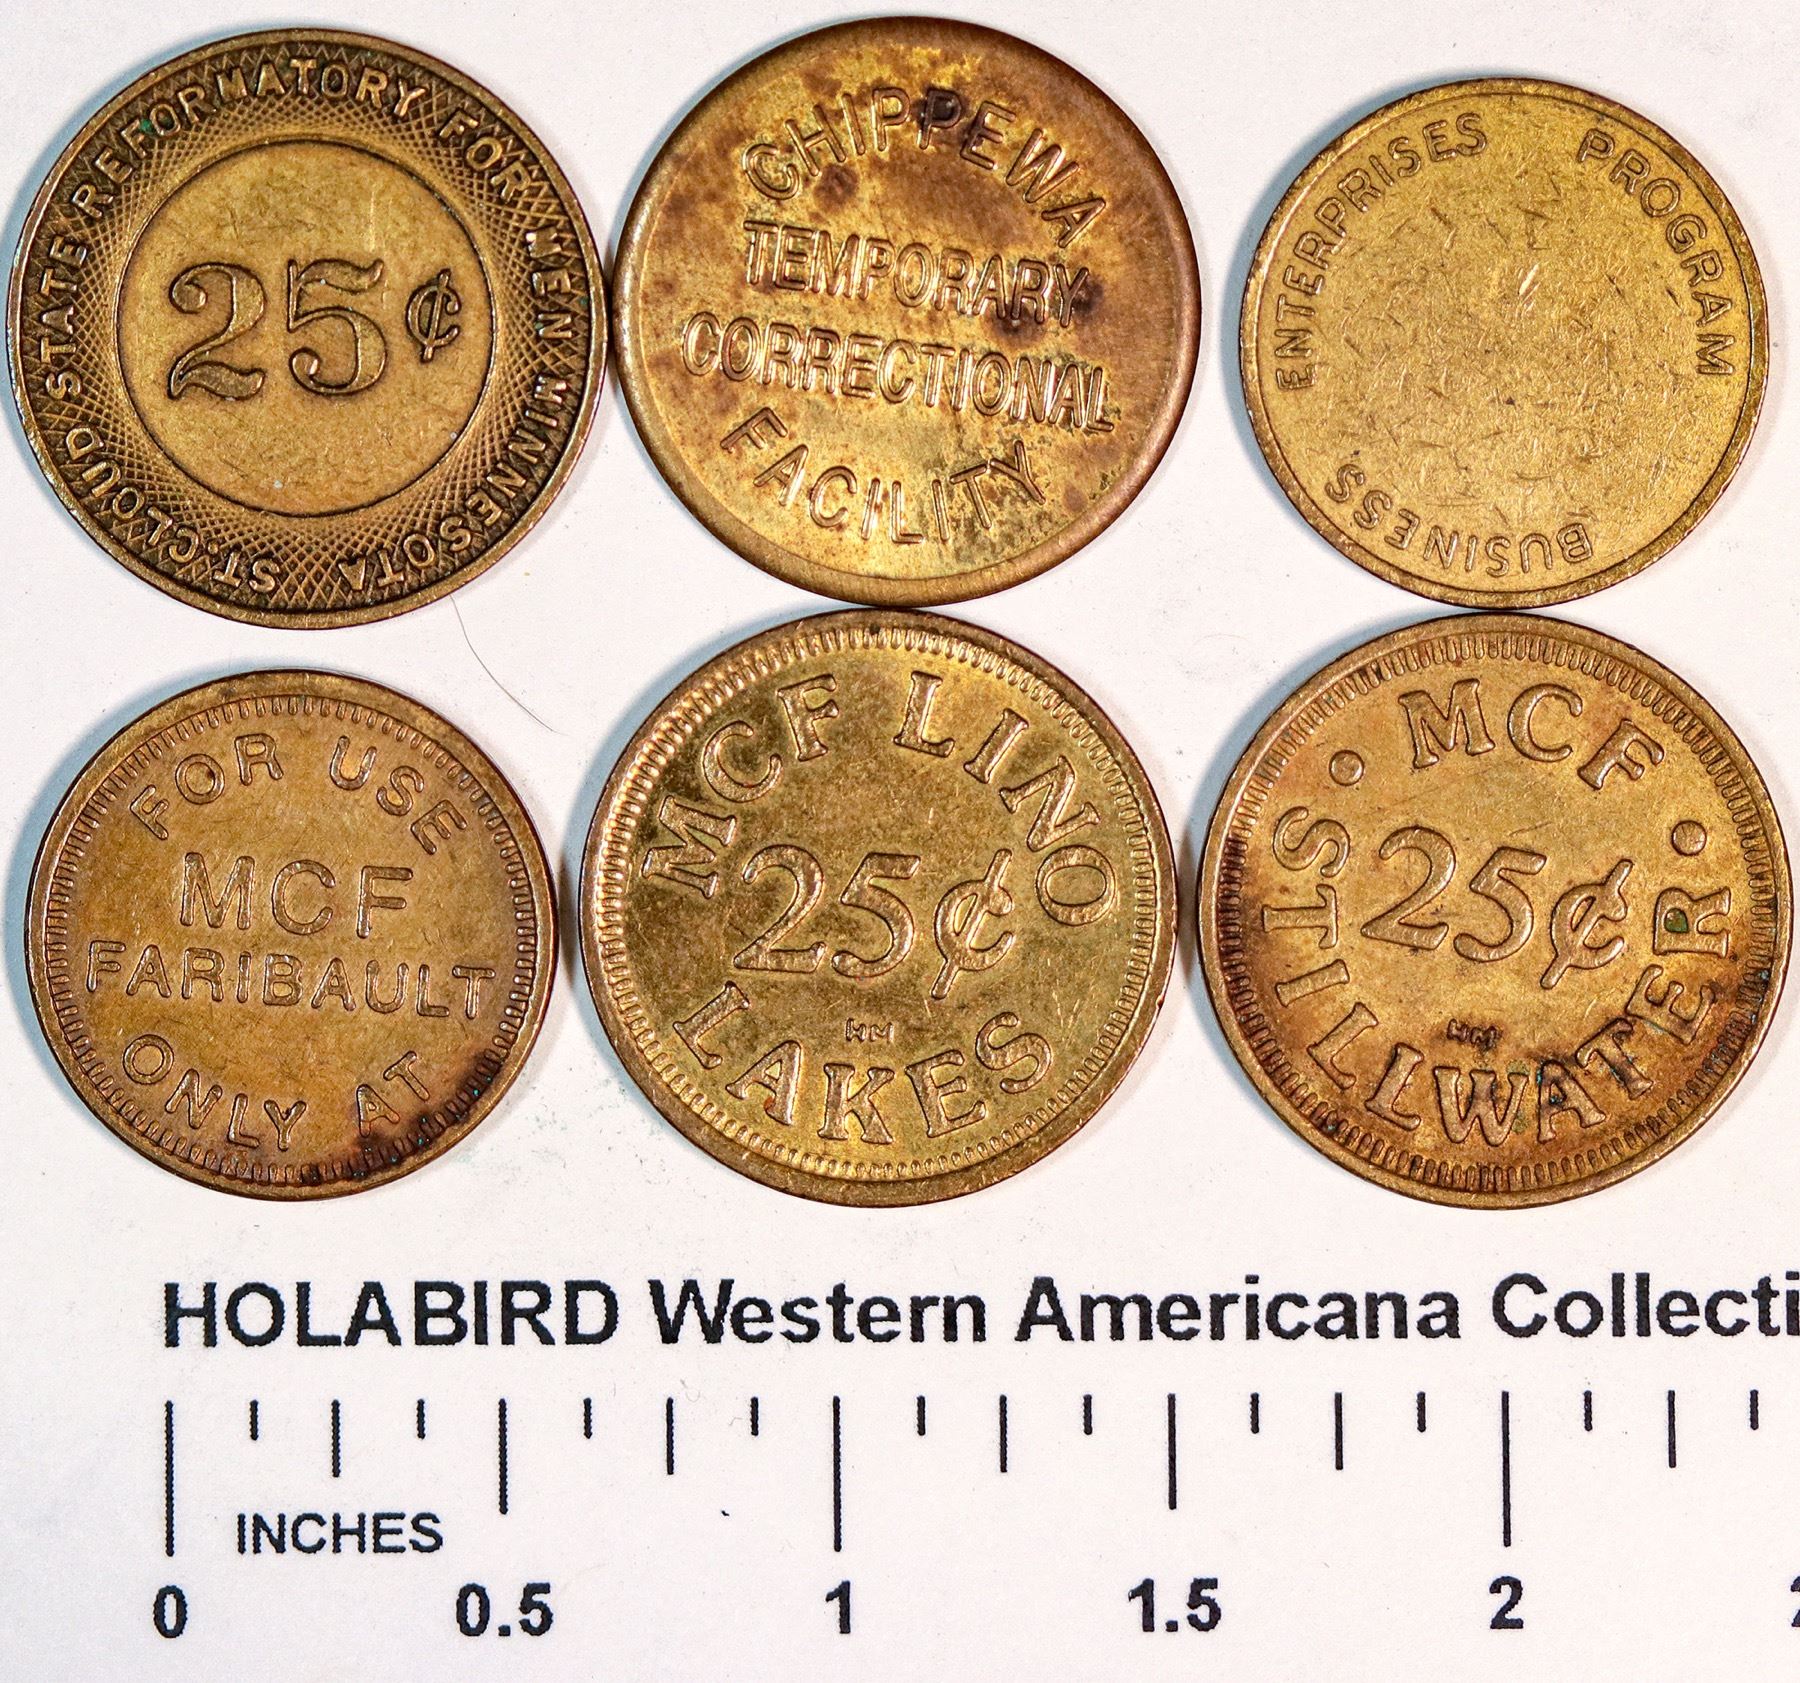 ST. CLOUD STATE REFORMATORY FOR MEN MINNESOTA
25¢
CHIPPEWA
TEMPORARY
CORRECTIONAL
FACILITY
ENTERPRISES PROGRAM
BUSINESS
FOR USE
MCF
FARIBAULT
ONLY AT
MCF LINO
25¢
WM
LAKES
MCF
25¢
WM
STILLWATER
HOLABIRD Western Americana Collecti
INCHES
0 0.5 1 1.5 2